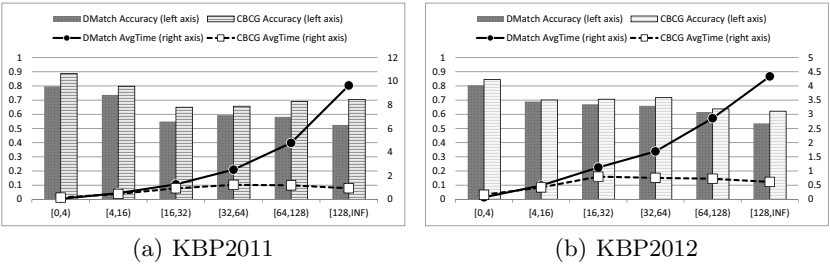 DMatch Accuracy (left axis) CBCG Accuracy (left axis)
DMatch AvgTime (right axis) CBCG AvgTime (right axis)
1 12
0.9
0.8 10
0.7 8
0.6
0.5 6
0.4
0.3 4
0.2 2
0.1
0 0
[0,4) [4,16) [16,32) [32,64) [64,128) [128,INF)
(a) KBP2011
DMatch Accuracy (left axis) CBCG Accuracy (left axis)
DMatch AvgTime (right axis) CBCG AvgTime (right axis)
1 5
0.9 4.5
0.8 4
0.7 3.5
0.6 3
0.5 2.5
0.4 2
0.3 1.5
0.2 1
0.1 0.5
0 0
[0,4) [4,16) [16,32) [32,64) [64,128) [128,INF)
(b) KBP2012